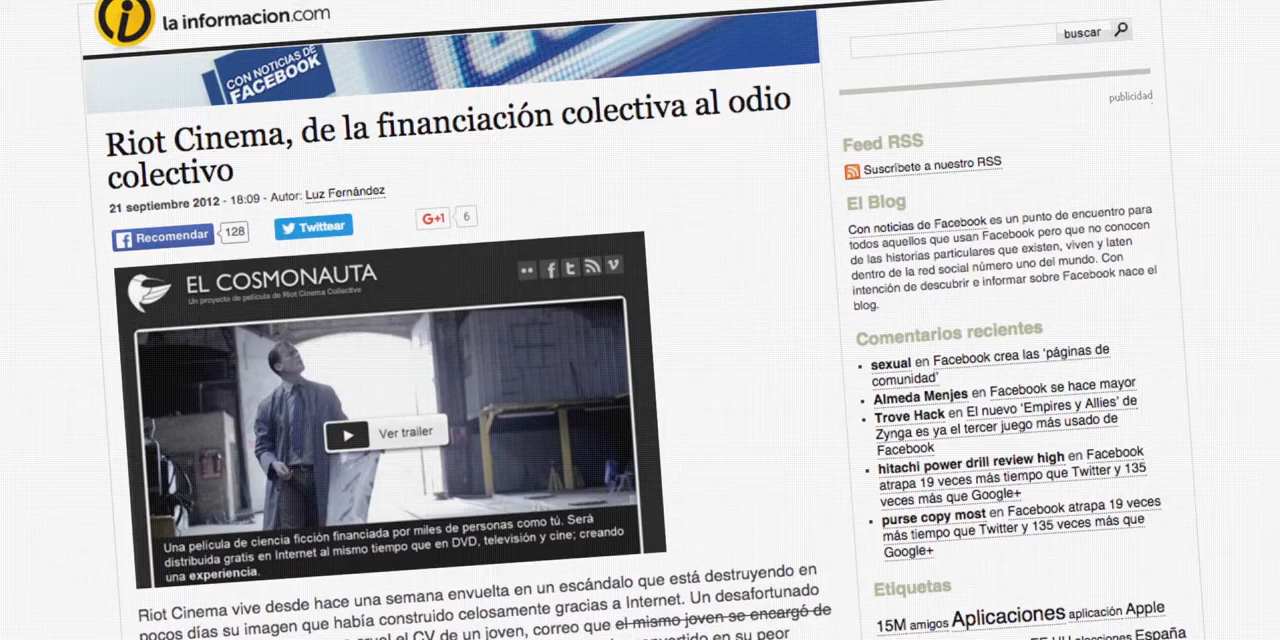 la informacion.com
CON NOTICIAS DE
FACEBOOK
Riot Cinema, de la financiación colectiva al odio
colectivo
21 septiembre 2012 - 18:09 - Autor: Luz Fernández
Recomendar 128 Twittear G+1 6
EL COSMONAUTA
Un proyecto de película de Riot Cinema Collective
Ver trailer
Una película de ciencia ficción financiada por miles de personas como tú. Será
distribuida gratis en Internet al mismo tiempo que en DVD, televisión y cine; creando
una experiencia.
Riot Cinema vive desde hace una semana envuelta en un escándalo que está destruyendo en
pocos días su imagen que había construido celosamente gracias a Internet. Un desafortunado
el CV de un joven, correo que el mismo joven se encargó de
convertido en su peor
buscar
publicidad
Feed RSS
Suscríbete a nuestro RSS
El Blog
Con noticias de Facebook es un punto de encuentro para
todos aquellos que usan Facebook pero que no conocen
de las historias particulares que existen, viven y laten
dentro de la red social número uno del mundo. Con
intención de descubrir e informar sobre Facebook nace el
blog.
Comentarios recientes
sexual en Facebook crea las ‘páginas de
comunidad’
Almeda Menjes en Facebook se hace mayor
Trove Hack en El nuevo ‘Empires y Allies’ de
Zynga es ya el tercer juego más usado de
Facebook
hitachi power drill review high en Facebook
atrapa 19 veces más tiempo que Twitter y 135
veces más que Google+
purse copy most en Facebook atrapa 19 veces
más tiempo que Twitter y 135 veces más que
Google+
Etiquetas
15M amigos Aplicaciones aplicación Apple
EE UU elecciones España